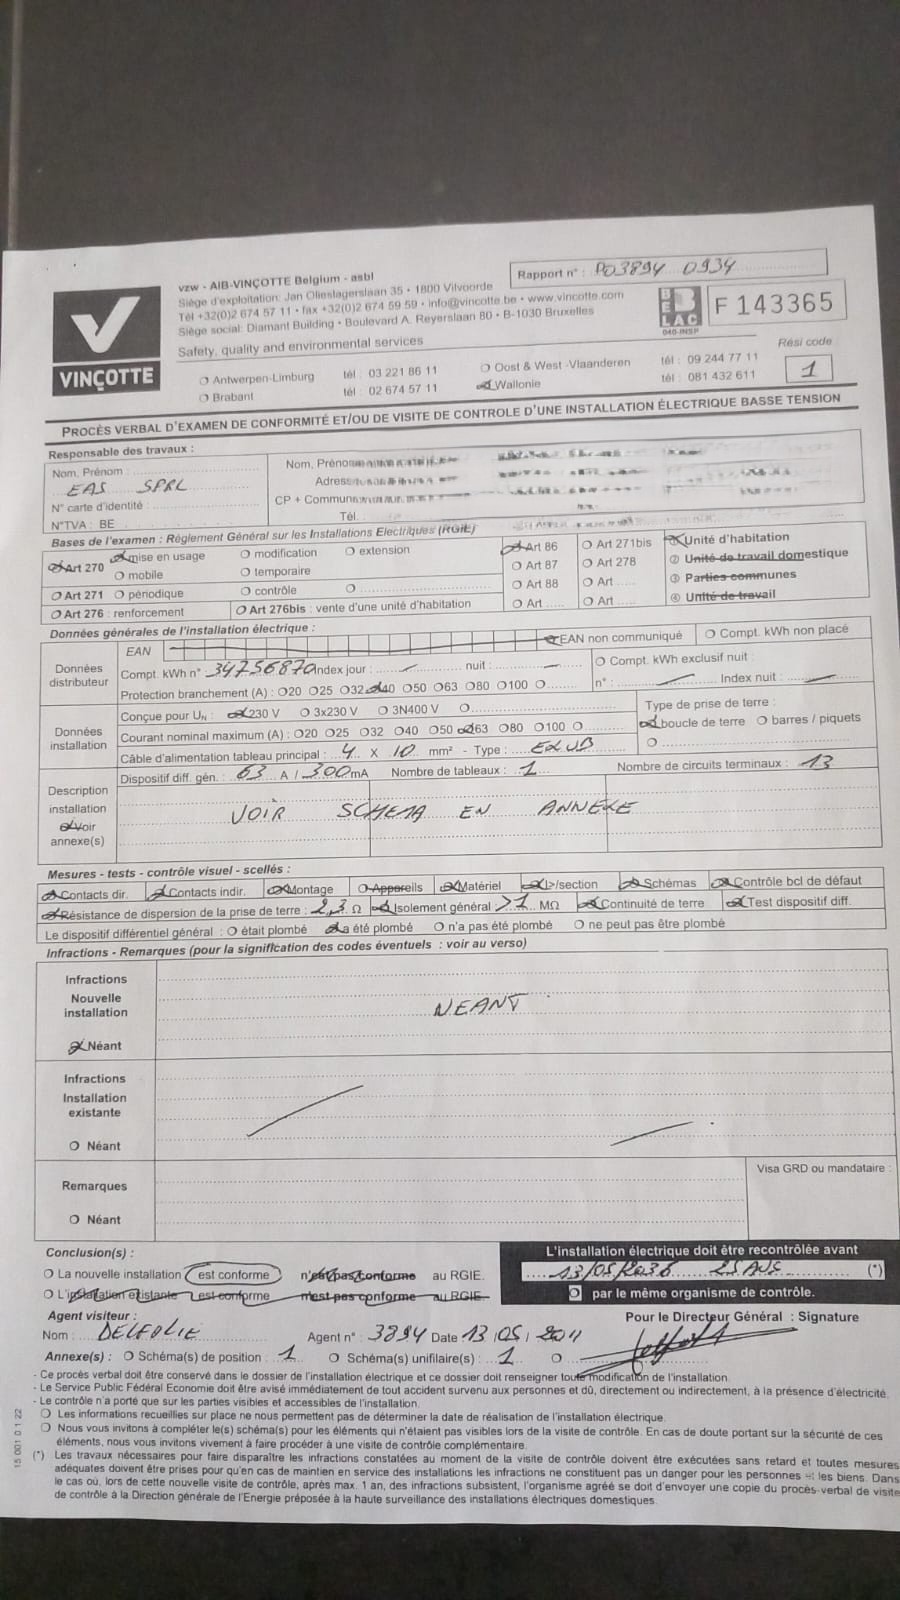 vzw - AIB-VINÇOTTE Belgium - asbl
Siège d'exploitation: Jan Olieslagerslaan 35 • 1800 Vilvoorde
Tél +32(0)2 674 57 11 • fax +32(0)2 674 59 59 • info@vincotte.be • www.vincotte.com
Siège social: Diamant Building • Boulevard A. Reyerslaan 80 • B-1030 Bruxelles
Safety, quality and environmental services
Rapport n° : P03894 0934
BELAC
040-INSP
F 143365
VINÇOTTE
Antwerpen-Limburg tél : 03 221 86 11 Oost & West -Vlaanderen tél : 09 244 77 11
Brabant tél : 02 674 57 11 Wallonie tél : 081 432 611
Rési code
1
PROCÈS VERBAL D'EXAMEN DE CONFORMITÉ ET/OU DE VISITE DE CONTROLE D'UNE INSTALLATION ÉLECTRIQUE BASSE TENSION
Responsable des travaux :
Nom, Prénom :
EAS SPRL
N° carte d'identité :
N°TVA : BE
Nom, Prénom
Adresse
CP + Commun
Tél.
Bases de l'examen : Règlement Général sur les Installations Electriques (RGIE)
Art 270 mise en usage modification extension
mobile temporaire
Art 271 périodique contrôle
Art 276 : renforcement Art 276bis : vente d'une unité d'habitation
Art 86 Art 271bis
Art 87 Art 278
Art 88 Art .....
Art ..... Art .....
① Unité d'habitation
② Unité de travail domestique
③ Parties communes
④ Unité de travail
Données générales de l'installation électrique :
Données distributeur
EAN EAN non communiqué Compt. kWh non placé
Compt. kWh n° : 34756870 Index jour : nuit : Compt. kWh exclusif nuit
Protection branchement (A) : 20 25 32 40 50 63 80 100 n° : Index nuit :
Données installation
Conçue pour UN : 230 V 3x230 V 3N400 V Type de prise de terre :
Courant nominal maximum (A) : 20 25 32 40 50 63 80 100 boucle de terre barres / piquets
Câble d'alimentation tableau principal : 4 X 10 mm² - Type : EXVB
Description installation
Voir annexe(s)
Dispositif diff. gén. : 63 A / 300 mA Nombre de tableaux : 1 Nombre de circuits terminaux : 13
VOIR SCHEMA EN ANNEXE
Mesures - tests - contrôle visuel - scellés :
Contacts dir. Contacts indir. Montage Appareils Matériel I>/section Schémas Contrôle bcl de défaut
Résistance de dispersion de la prise de terre : 2,3 Ω Isolement général >1 MΩ Continuité de terre Test dispositif diff.
Le dispositif différentiel général : était plombé a été plombé n'a pas été plombé ne peut pas être plombé
Infractions - Remarques (pour la signification des codes éventuels : voir au verso)
Infractions
Nouvelle
installation
NEANT
Néant
Infractions
Installation
existante
Néant
Remarques
Néant
Visa GRD ou mandataire :
Conclusion(s) :
La nouvelle installation est conforme n'est pas conforme au RGIE.
L'installation existante est conforme n'est pas conforme au RGIE.
L'installation électrique doit être recontrôlée avant
13/05/2036 25 ANS (*)
par le même organisme de contrôle.
Agent visiteur : Pour le Directeur Général : Signature
Nom : DELFOLIE Agent n° : 3894 Date 13/05/2011
Annexe(s) : Schéma(s) de position : 1 Schéma(s) unifilaire(s) : 1
- Ce procès verbal doit être conservé dans le dossier de l'installation électrique et ce dossier doit renseigner toute modification de l'installation.
- Le Service Public Fédéral Economie doit être avisé immédiatement de tout accident survenu aux personnes et dû, directement ou indirectement, à la présence d'électricité.
- Le contrôle n'a porté que sur les parties visibles et accessibles de l'installation.
Les informations recueillies sur place ne nous permettent pas de déterminer la date de réalisation de l'installation électrique.
Nous vous invitons à compléter le(s) schéma(s) pour les éléments qui n'étaient pas visibles lors de la visite de contrôle. En cas de doute portant sur la sécurité de ces
éléments, nous vous invitons vivement à faire procéder à une visite de contrôle complémentaire.
(*) Les travaux nécessaires pour faire disparaître les infractions constatées au moment de la visite de contrôle doivent être exécutées sans retard et toutes mesures
adéquates doivent être prises pour qu'en cas de maintien en service des installations les infractions ne constituent pas un danger pour les personnes et les biens. Dans
le cas où, lors de cette nouvelle visite de contrôle, après max. 1 an, des infractions subsistent, l'organisme agréé se doit d'envoyer une copie du procès-verbal de visite
de contrôle à la Direction générale de l'Energie préposée à la haute surveillance des installations électriques domestiques.
15 001 0 1 22